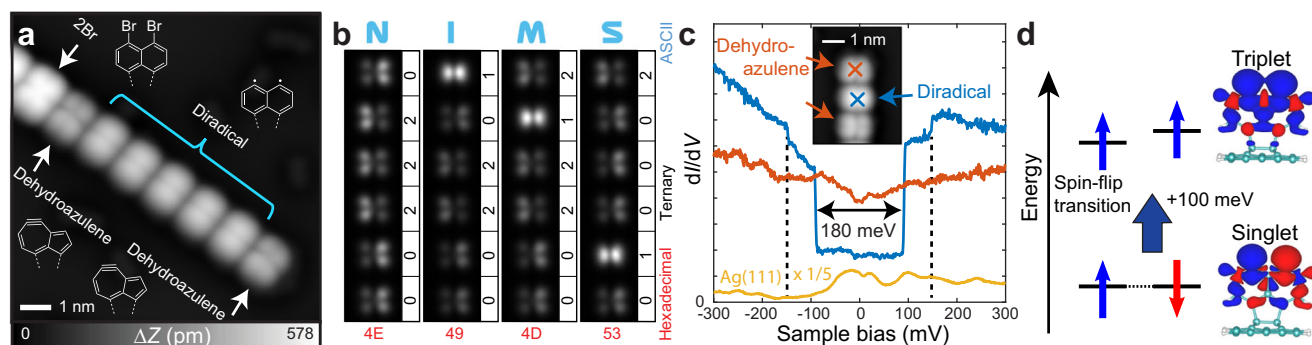 a
2Br
Br Br
Diradical
Dehydroazulene
Dehydroazulene
1 nm
0 ΔZ (pm) 578
b
N I M S ASCII
0 1 2 2
2 0 1 0
2 2 2 0
2 2 2 0
0 0 0 1
0 0 0 0
Ternary
4E 49 4D 53
Hexadecimal
c
1 nm
Dehydro-
azulene
Diradical
180 meV
Ag(111) x 1/5
dI/dV
-300 -200 -100 0 100 200 300
Sample bias (mV)
d
Energy
Triplet
Spin-flip
transition
+100 meV
Singlet